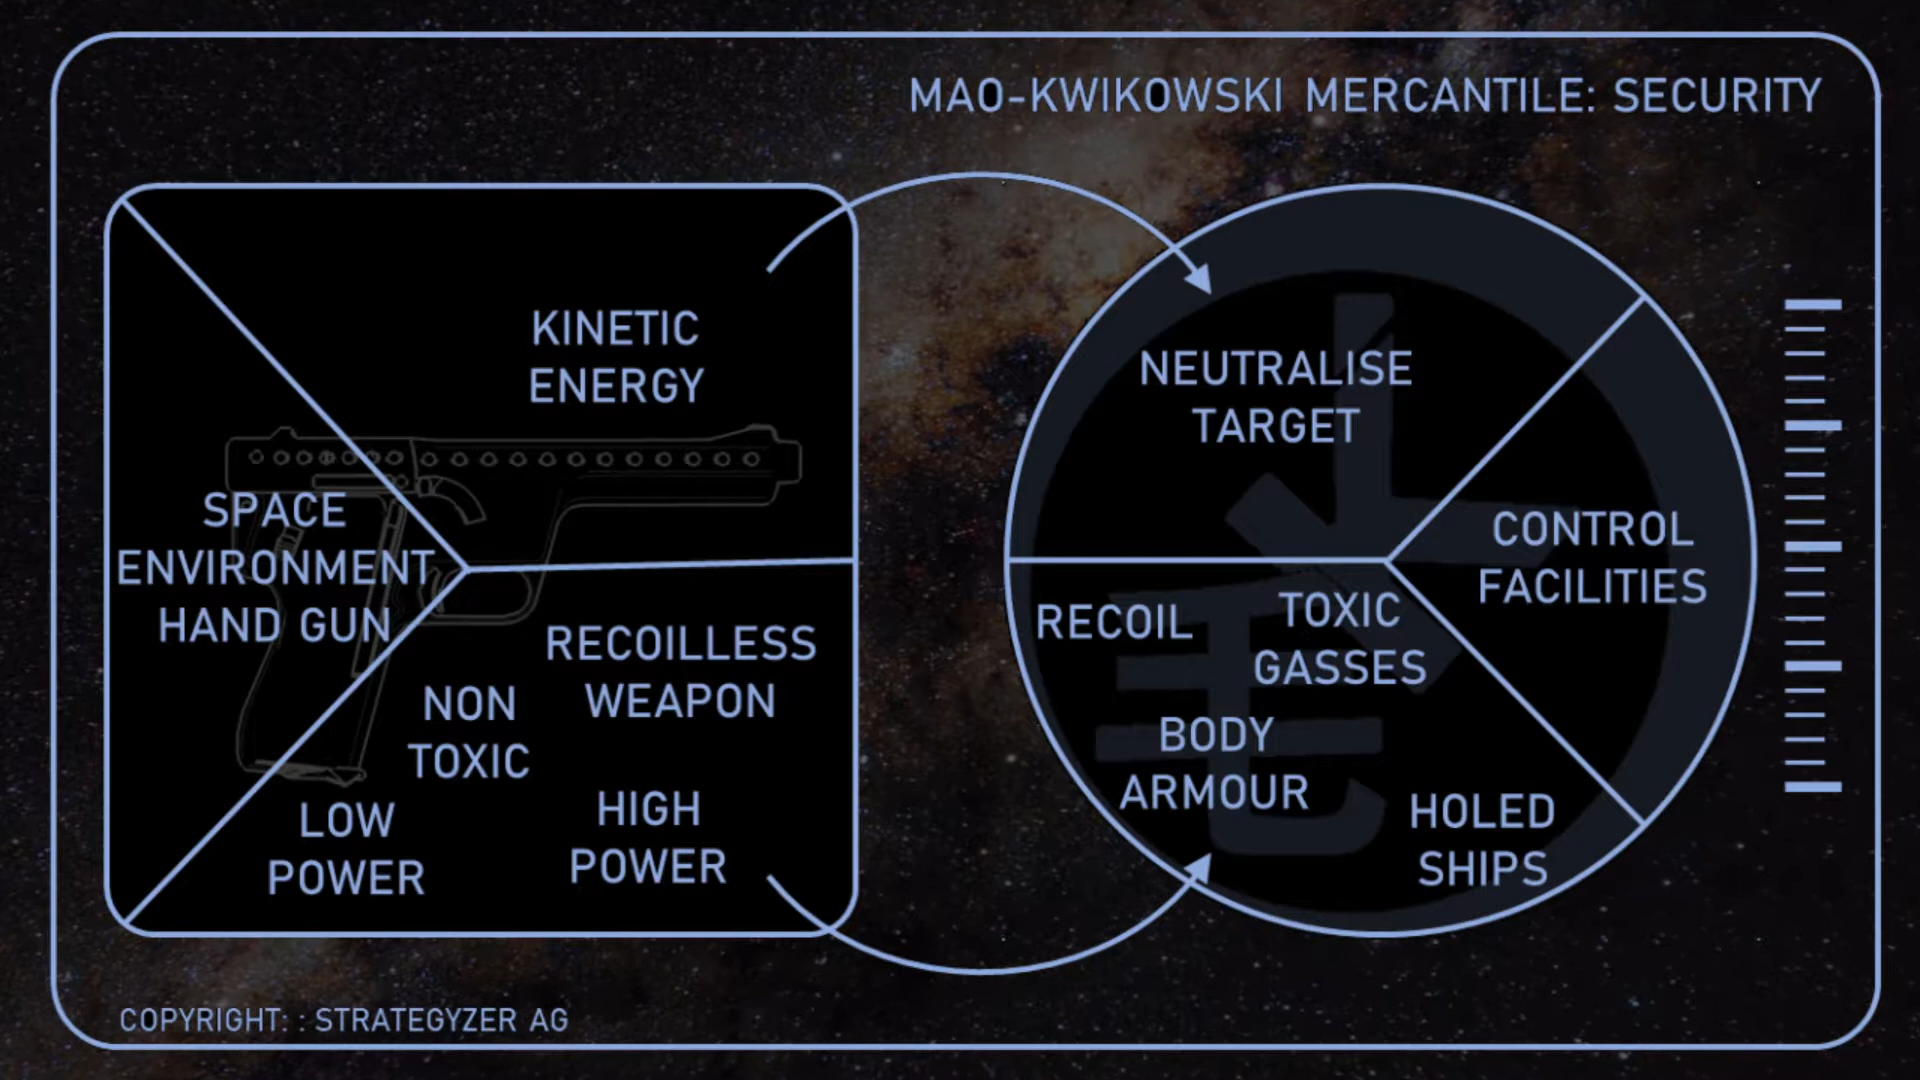 MAO-KWIKOWSKI MERCANTILE: SECURITY
KINETIC
ENERGY
SPACE
ENVIRONMENT
HAND GUN
RECOILLESS
WEAPON
NON
TOXIC
LOW
POWER
HIGH
POWER
NEUTRALISE
TARGET
CONTROL
FACILITIES
RECOIL
TOXIC
GASSES
BODY
ARMOUR
HOLED
SHIPS
COPYRIGHT: : STRATEGYZER AG